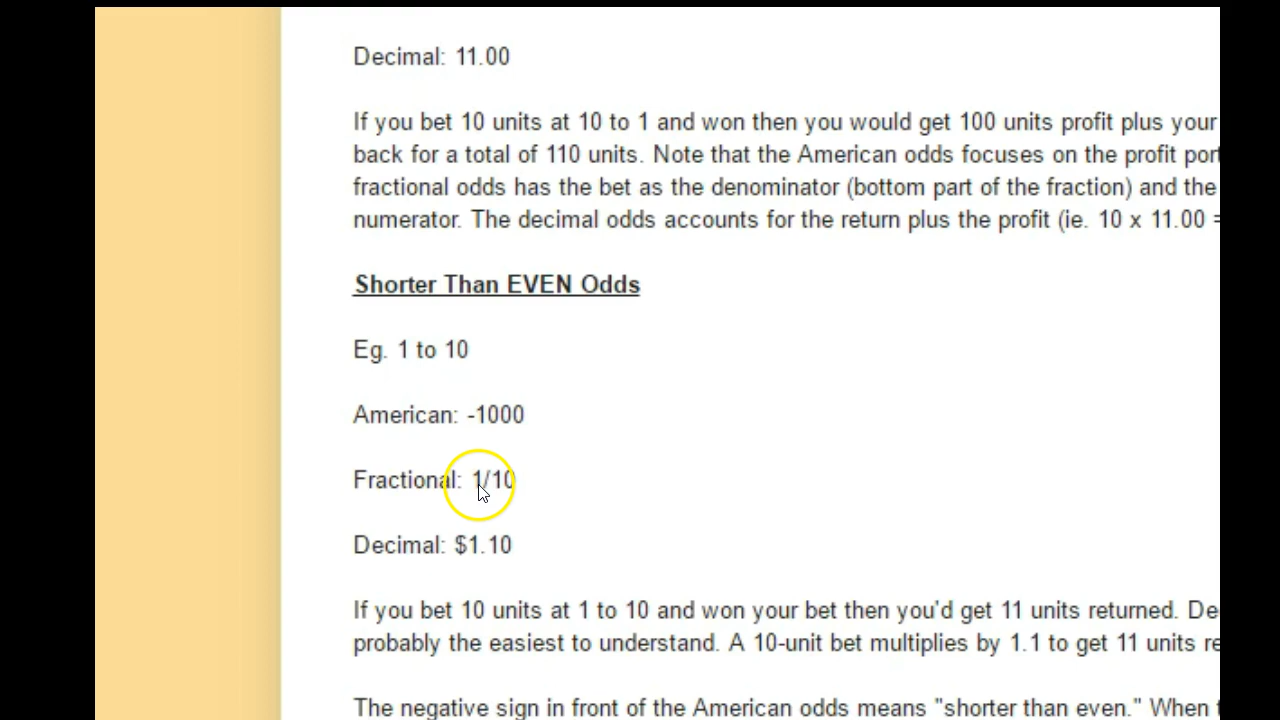 Decimal: 11.00
If you bet 10 units at 10 to 1 and won then you would get 100 units profit plus your
back for a total of 110 units. Note that the American odds focuses on the profit
fractional odds has the bet as the denominator (bottom part of the fraction) and the
numerator. The decimal odds accounts for the return plus the profit (ie. 10 x 11.00 =
Shorter Than EVEN Odds
Eg. 1 to 10
American: -1000
Fractional: 1/10
Decimal: $1.10
If you bet 10 units at 1 to 10 and won your bet then you'd get 11 units returned.
probably the easiest to understand. A 10-unit bet multiplies by 1.1 to get 11 units
The negative sign in front of the American odds means "shorter than even." When